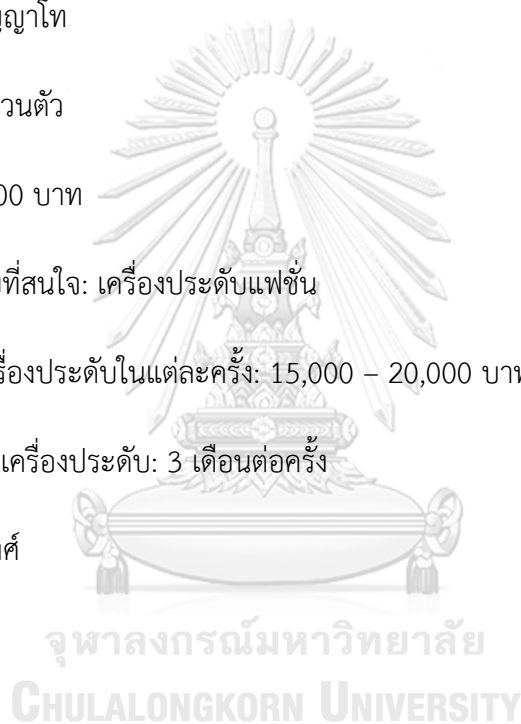 ญญาโท
วนตัว
00 บาท
งที่สนใจ: เครื่องประดับแฟชั่น
รื่องประดับในแต่ละครั้ง: 15,000 – 20,000 บาท
เครื่องประดับ: 3 เดือนต่อครั้ง
งศ์
จุฬาลงกรณ์มหาวิทยาลัย
CHULALONGKORN UNIVERSITY